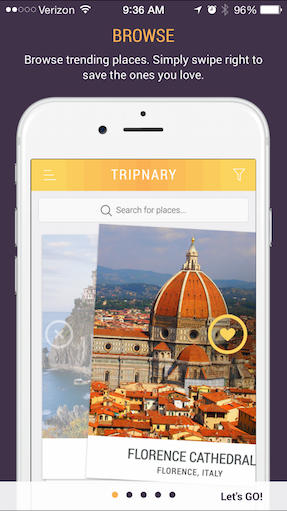 Verizon 9:36 AM 86%
BROWSE
Browse trending places. Simply swipe right to
save the ones you love.
TRIPNARY
Search for places...
FLORENCE CATHEDRAL
FLORENCE, ITALY
Let's GO!